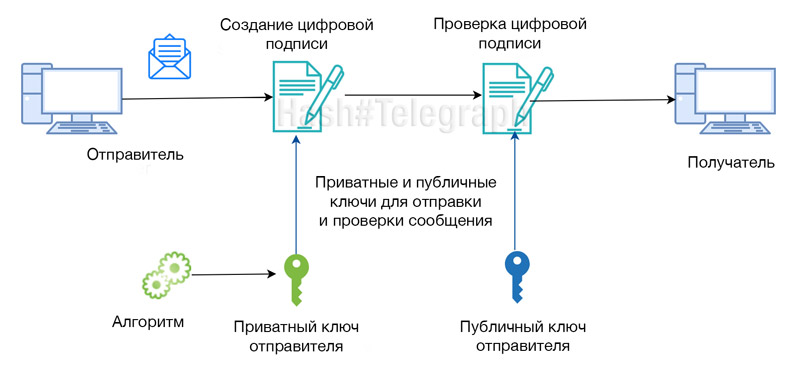 Создание цифровой
подписи
Проверка цифровой
подписи
Hash#Telegraph
Отправитель
Получатель
Приватные и публичные
ключи для отправки
и проверки сообщения
Алгоритм
Приватный ключ
отправителя
Публичный ключ
отправителя